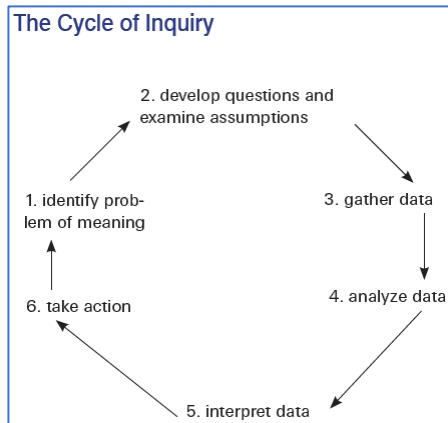 The Cycle of Inquiry
2. develop questions and
examine assumptions
1. identify prob-
lem of meaning
3. gather data
6. take action
4. analyze data
5. interpret data